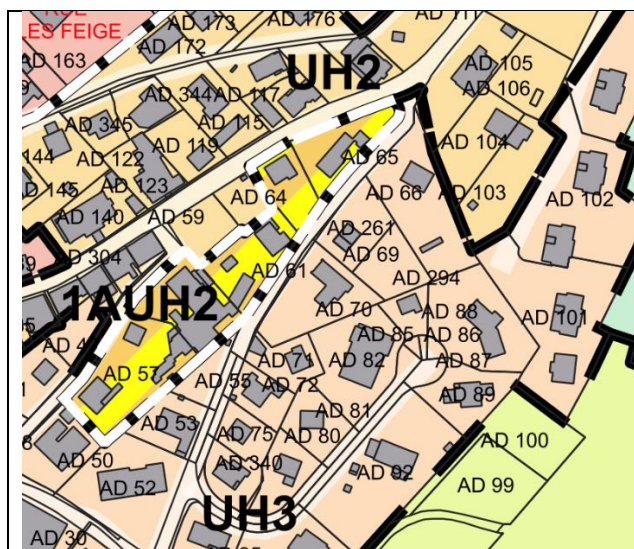 RUE
LES FEIGE
AD 173
AD 176
AD 172
AD 163
UH2
AD 105
AD 106
AD 344
AD 117
AD 345
AD 115
AD 104
144
AD 122
AD 119
AD 65
AD 145
AD 123
AD 64
AD 66
AD 103
AD 140
AD 59
AD 102
AD 261
AD 69
AD 304
AD 61
AD 294
1AUH2
AD 70
AD 88
AD 101
AD 85
AD 86
AD 4
AD 71
AD 82
AD 87
AD 57
AD 55
AD 72
AD 89
AD 53
AD 81
AD 75
AD 80
AD 100
AD 50
AD 340
AD 92
AD 52
AD 99
UH3
AD 30